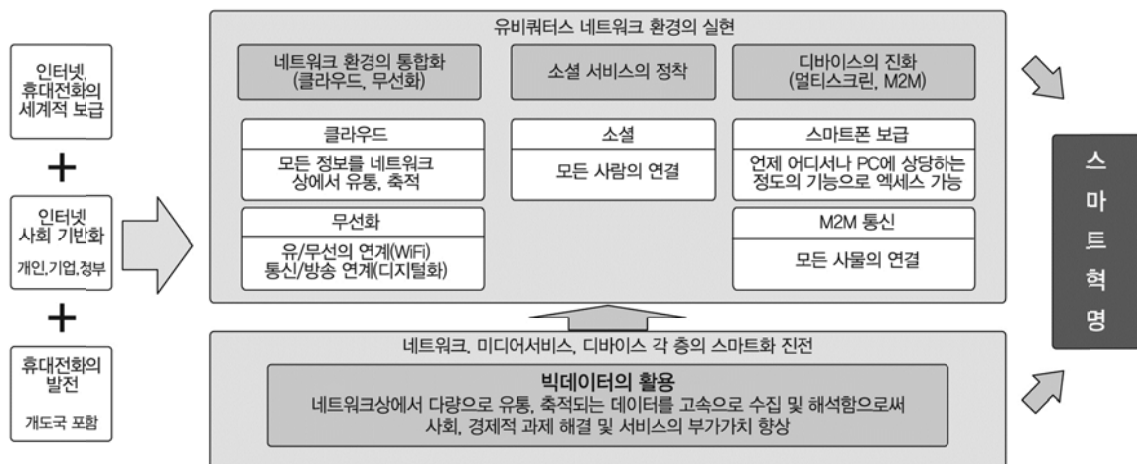 인터넷,
휴대전화의
세계적 보급
+
인터넷
사회 기반화
개인,기업,정부
+
휴대전화의
발전
개도국 포함
유비쿼터스 네트워크 환경의 실현
네트워크 환경의 통합화
(클라우드, 무선화)
클라우드
모든 정보를 네트워크
상에서 유통, 축적
무선화
유/무선의 연계(WiFi)
통신/방송 연계(디지털화)
소셜 서비스의 정착
소셜
모든 사람의 연결
디바이스의 진화
(멀티스크린, M2M)
스마트폰 보급
언제 어디서나 PC에 상당하는
정도의 기능으로 엑세스 가능
M2M 통신
모든 사물의 연결
네트워크, 미디어서비스, 디바이스 각 층의 스마트화 진전
빅데이터의 활용
네트워크상에서 다량으로 유통, 축적되는 데이터를 고속으로 수집 및 해석함으로써
사회, 경제적 과제 해결 및 서비스의 부가가치 향상
스마트혁명